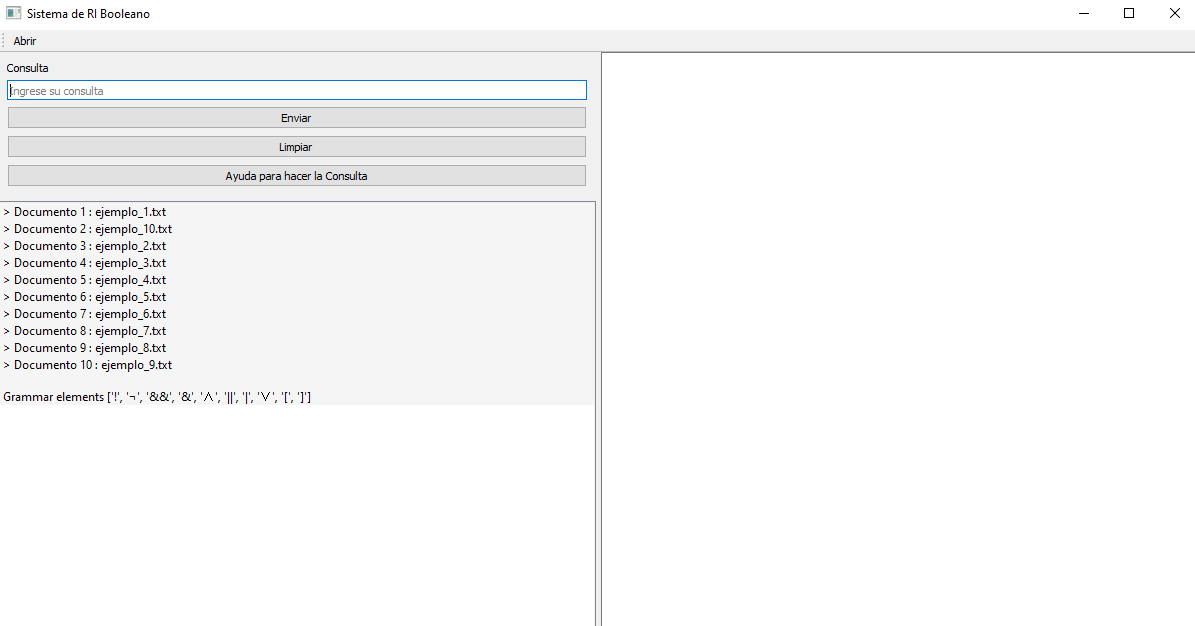 Sistema de RI Booleano
Abrir
Consulta
Ingrese su consulta
Enviar
Limpiar
Ayuda para hacer la Consulta
> Documento 1 : ejemplo_1.txt
> Documento 2 : ejemplo_10.txt
> Documento 3 : ejemplo_2.txt
> Documento 4 : ejemplo_3.txt
> Documento 5 : ejemplo_4.txt
> Documento 6 : ejemplo_5.txt
> Documento 7 : ejemplo_6.txt
> Documento 8 : ejemplo_7.txt
> Documento 9 : ejemplo_8.txt
> Documento 10 : ejemplo_9.txt
Grammar elements ['!', '¬', '&&', '&', '∧', '||', '|', '∨', '[', ']']